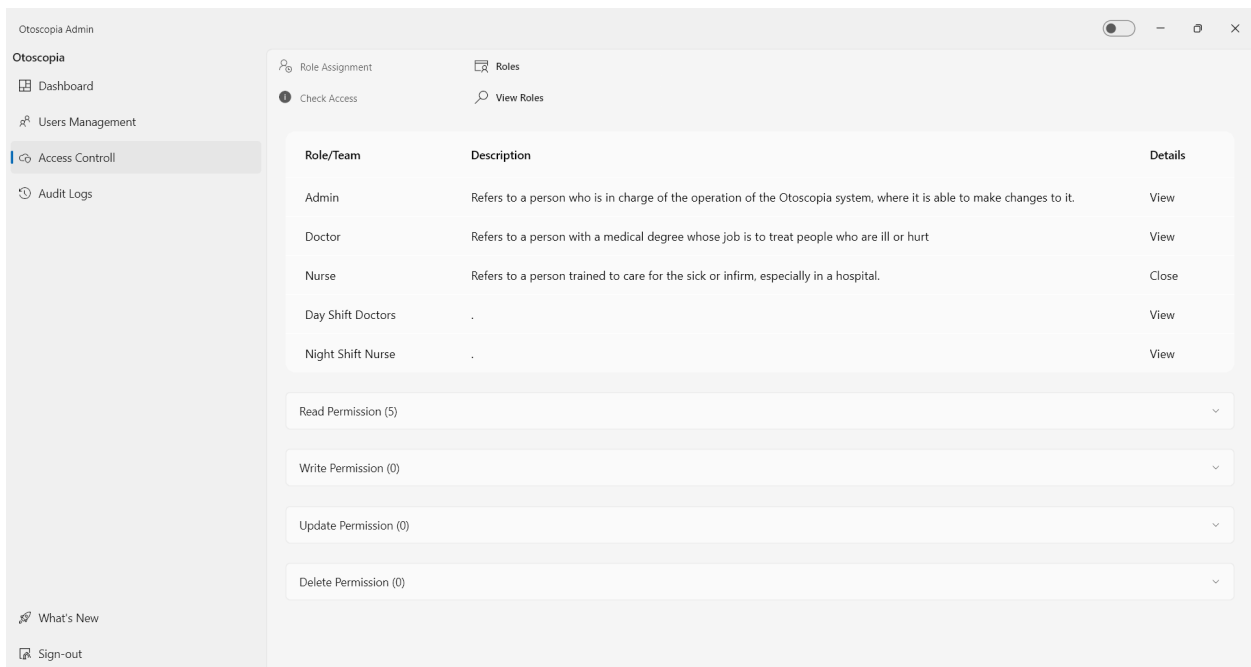 Otoscopia Admin
Otoscopia
Dashboard
Users Management
Access Controll
Audit Logs
What's New
Sign-out
Role Assignment Roles
Check Access View Roles
Role/Team Description Details
Admin Refers to a person who is in charge of the operation of the Otoscopia system, where it is able to make changes to it. View
Doctor Refers to a person with a medical degree whose job is to treat people who are ill or hurt View
Nurse Refers to a person trained to care for the sick or infirm, especially in a hospital. Close
Day Shift Doctors . View
Night Shift Nurse . View
Read Permission (5)
Write Permission (0)
Update Permission (0)
Delete Permission (0)